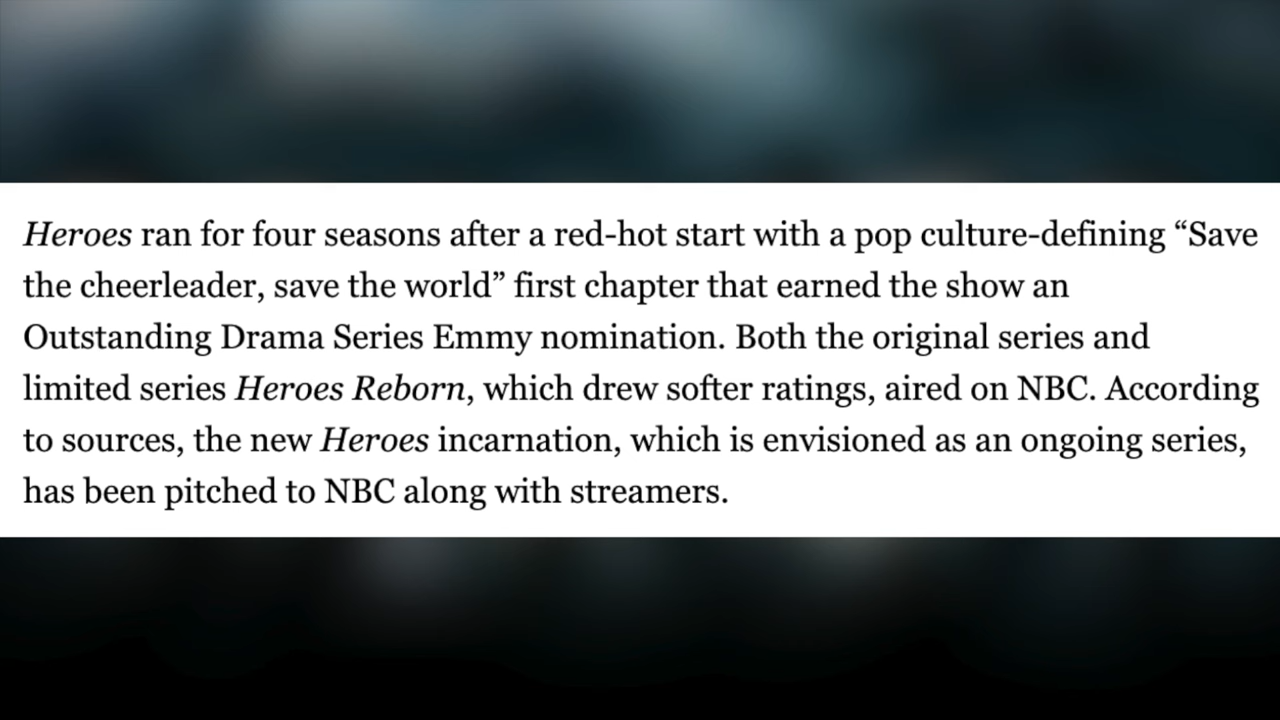 Heroes ran for four seasons after a red-hot start with a pop culture-defining “Save
the cheerleader, save the world” first chapter that earned the show an
Outstanding Drama Series Emmy nomination. Both the original series and
limited series Heroes Reborn, which drew softer ratings, aired on NBC. According
to sources, the new Heroes incarnation, which is envisioned as an ongoing series,
has been pitched to NBC along with streamers.